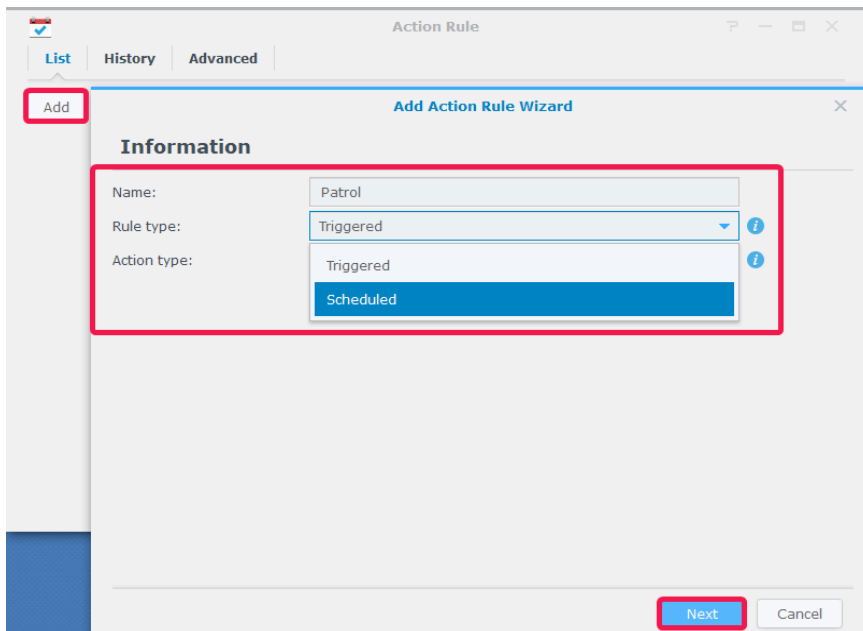 Action Rule
List History Advanced
Add
Add Action Rule Wizard
Information
Name: Patrol
Rule type: Triggered
Action type:
Triggered
Scheduled
Next Cancel